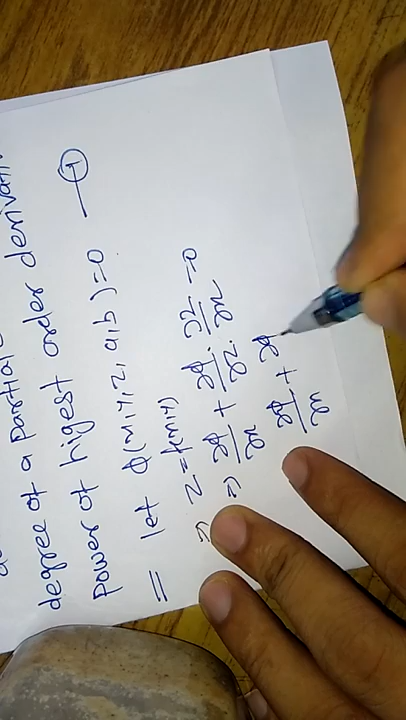 degree of a partial
power of higest order derivati
= let ϕ(x,y,z,a,b)=0 — ①
⇒ z=f(x,y)
⇒ ∂ϕ/∂x + ∂ϕ/∂z · ∂z/∂x =0
∂ϕ/∂x + ∂ϕ